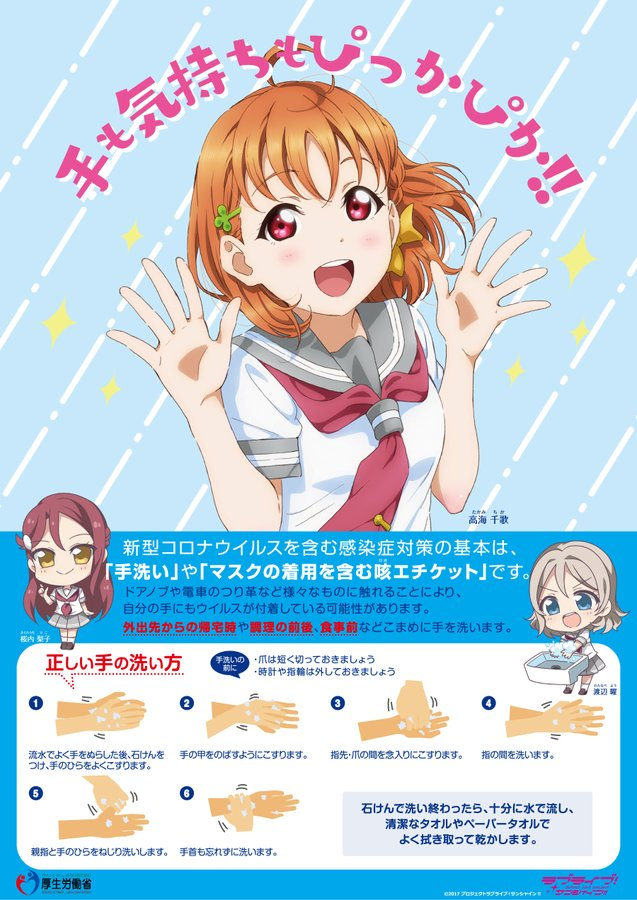 手も気持ちもぴっかぴか!!
たかみ ちか
高海 千歌
新型コロナウイルスを含む感染症対策の基本は、
「手洗い」や「マスクの着用を含む咳エチケット」です。
ドアノブや電車のつり革など様々なものに触れることにより、
自分の手にもウイルスが付着している可能性があります。
外出先からの帰宅時や調理の前後、食事前などこまめに手を洗います。
さくらうち りこ
桜内 梨子
わたなべ よう
渡辺 曜
正しい手の洗い方
手洗いの
前に
・爪は短く切っておきましょう
・時計や指輪は外しておきましょう
1
流水でよく手をぬらした後、石けんを
つけ、手のひらをよくこすります。
2
手の甲をのばすようにこすります。
3
指先・爪の間を念入りにこすります。
4
指の間を洗います。
5
親指と手のひらをねじり洗いします。
6
手首も忘れずに洗います。
石けんで洗い終わったら、十分に水で流し、
清潔なタオルやペーパータオルで
よく拭き取って乾かします。
厚生労働省
ラブライブ!
サンシャイン!!
©2017 プロジェクトラブライブ!サンシャイン!!